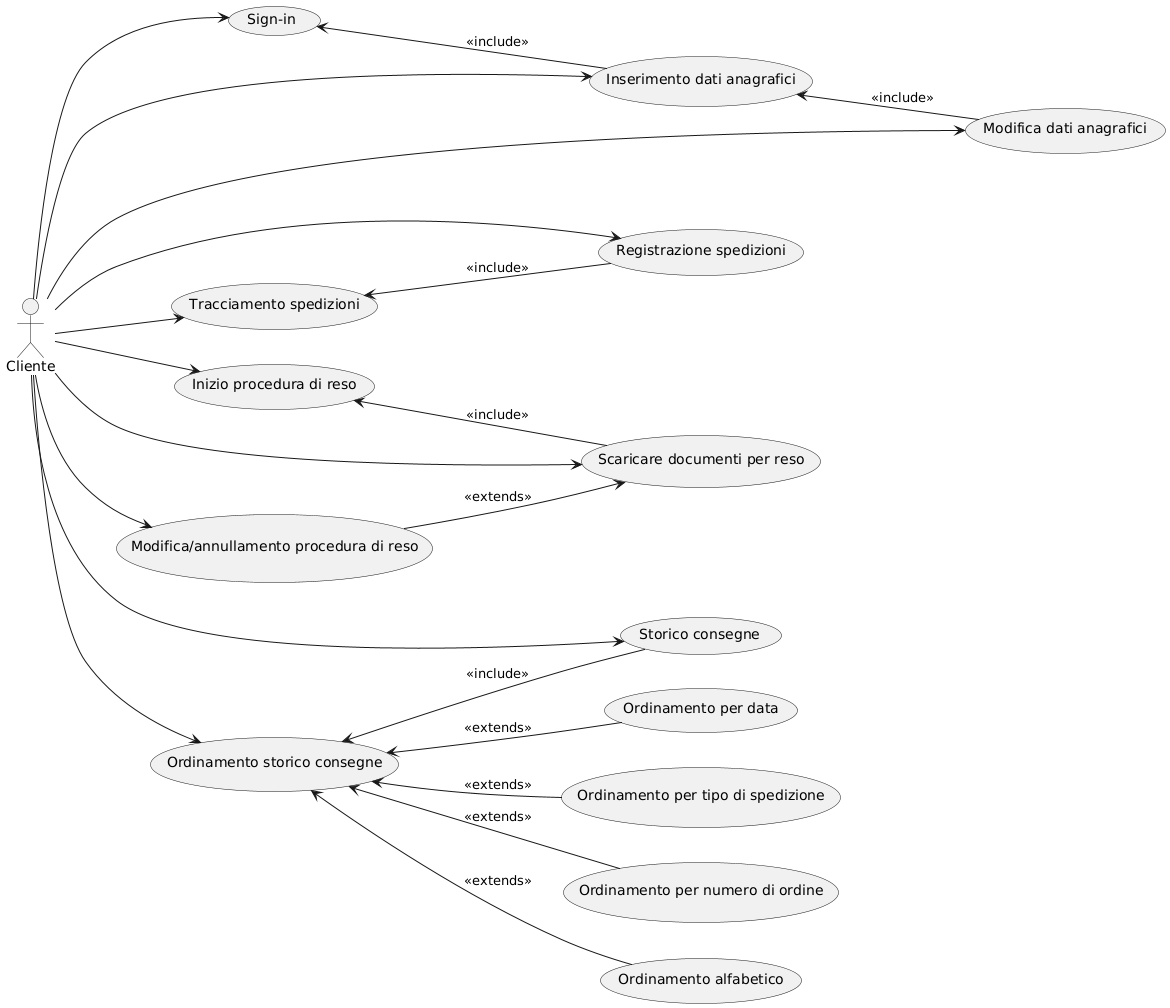 Sign-in
«include»
Inserimento dati anagrafici
«include»
Modifica dati anagrafici
Registrazione spedizioni
«include»
Tracciamento spedizioni
Cliente
Inizio procedura di reso
«include»
Scaricare documenti per reso
«extends»
Modifica/annullamento procedura di reso
Storico consegne
«include»
Ordinamento per data
«extends»
Ordinamento storico consegne
«extends»
Ordinamento per tipo di spedizione
«extends»
Ordinamento per numero di ordine
«extends»
Ordinamento alfabetico